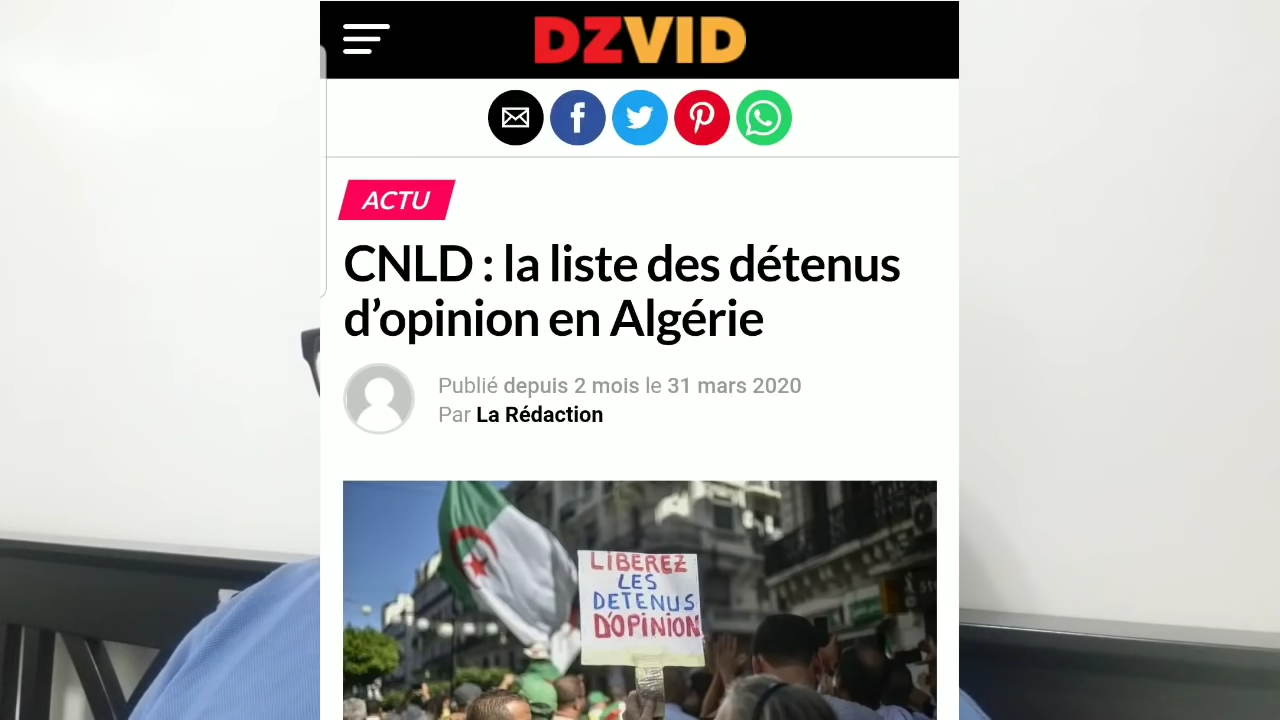 DZVID
ACTU
CNLD : la liste des détenus
d’opinion en Algérie
Publié depuis 2 mois le 31 mars 2020
Par La Rédaction
LIBEREZ
LES
DETENUS
D'OPINION